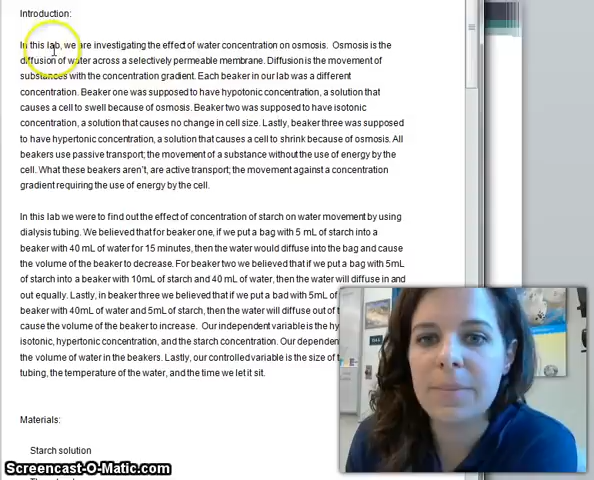 Introduction:
In this lab, we are investigating the effect of water concentration on osmosis. Osmosis is the
diffusion of water across a selectively permeable membrane. Diffusion is the movement of
substances with the concentration gradient. Each beaker in our lab was a different
concentration. Beaker one was supposed to have hypotonic concentration, a solution that
causes a cell to swell because of osmosis. Beaker two was supposed to have isotonic
concentration, a solution that causes no change in cell size. Lastly, beaker three was supposed
to have hypertonic concentration, a solution that causes a cell to shrink because of osmosis. All
beakers use passive transport; the movement of a substance without the use of energy by the
cell. What these beakers aren't, are active transport; the movement against a concentration
gradient requiring the use of energy by the cell.
In this lab we were to find out the effect of concentration of starch on water movement by using
dialysis tubing. We believed that for beaker one, if we put a bag with 5 mL of starch into a
beaker with 40 mL of water for 15 minutes, then the water would diffuse into the bag and cause
the volume of the beaker to decrease. For beaker two we believed that if we put a bag with 5mL
of starch into a beaker with 10mL of starch and 40 mL of water, then the water will diffuse in and
out equally. Lastly, in beaker three we believed that if we put a bad with 5mL
beaker with 40mL of water and 5mL of starch, then the water will diffuse out of
cause the volume of the beaker to increase. Our independent variable is the
isotonic, hypertonic concentration, and the starch concentration. Our
the volume of water in the beakers. Lastly, our controlled variable is the size of
tubing, the temperature of the water, and the time we let it sit.
Materials:
Starch solution
Screencast-O-Matic.com